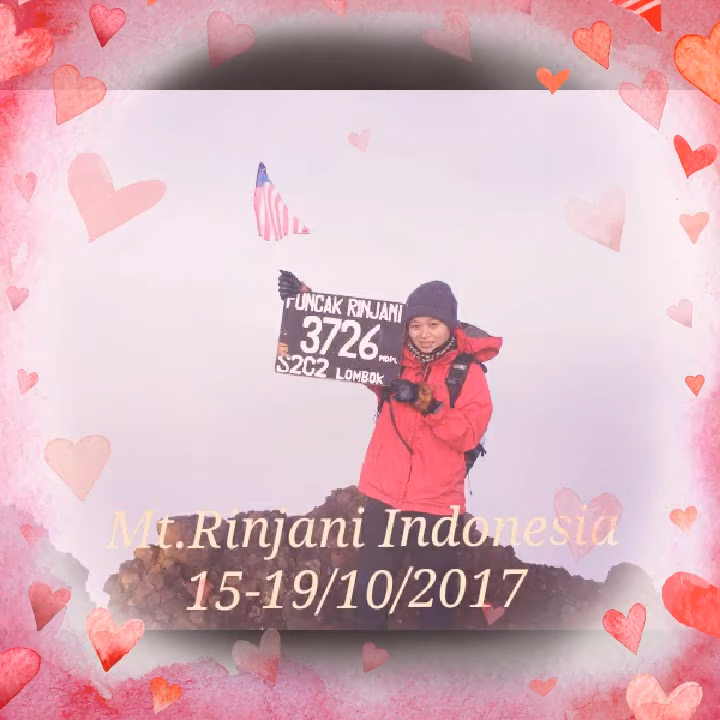 PUNCAK RINJANI
3726 MDPL
S2C2 LOMBOK
Mt.Rinjani Indonesia
15-19/10/2017